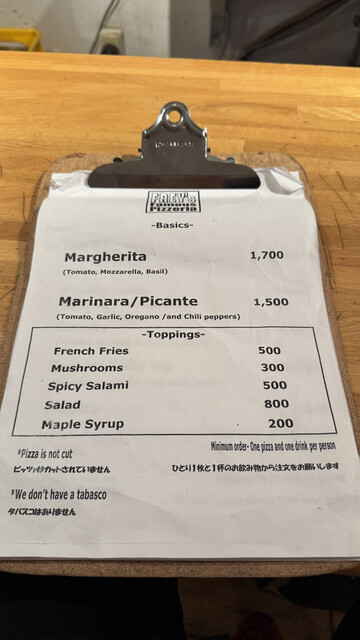 FREY's
Famous
Pizzeria
-Basics-
Margherita 1,700
(Tomato, Mozzarella, Basil)
Marinara/Picante 1,500
(Tomato, Garlic, Oregano /and Chili peppers)
-Toppings-
French Fries 500
Mushrooms 300
Spicy Salami 500
Salad 800
Maple Syrup 200
*Pizza is not cut
ピッツァはカットされていません
Minimum order- One pizza and one drink per person
ひとり1枚と1杯のお飲み物から注文をお願いします
*We don't have a tabasco
タバスコはありません